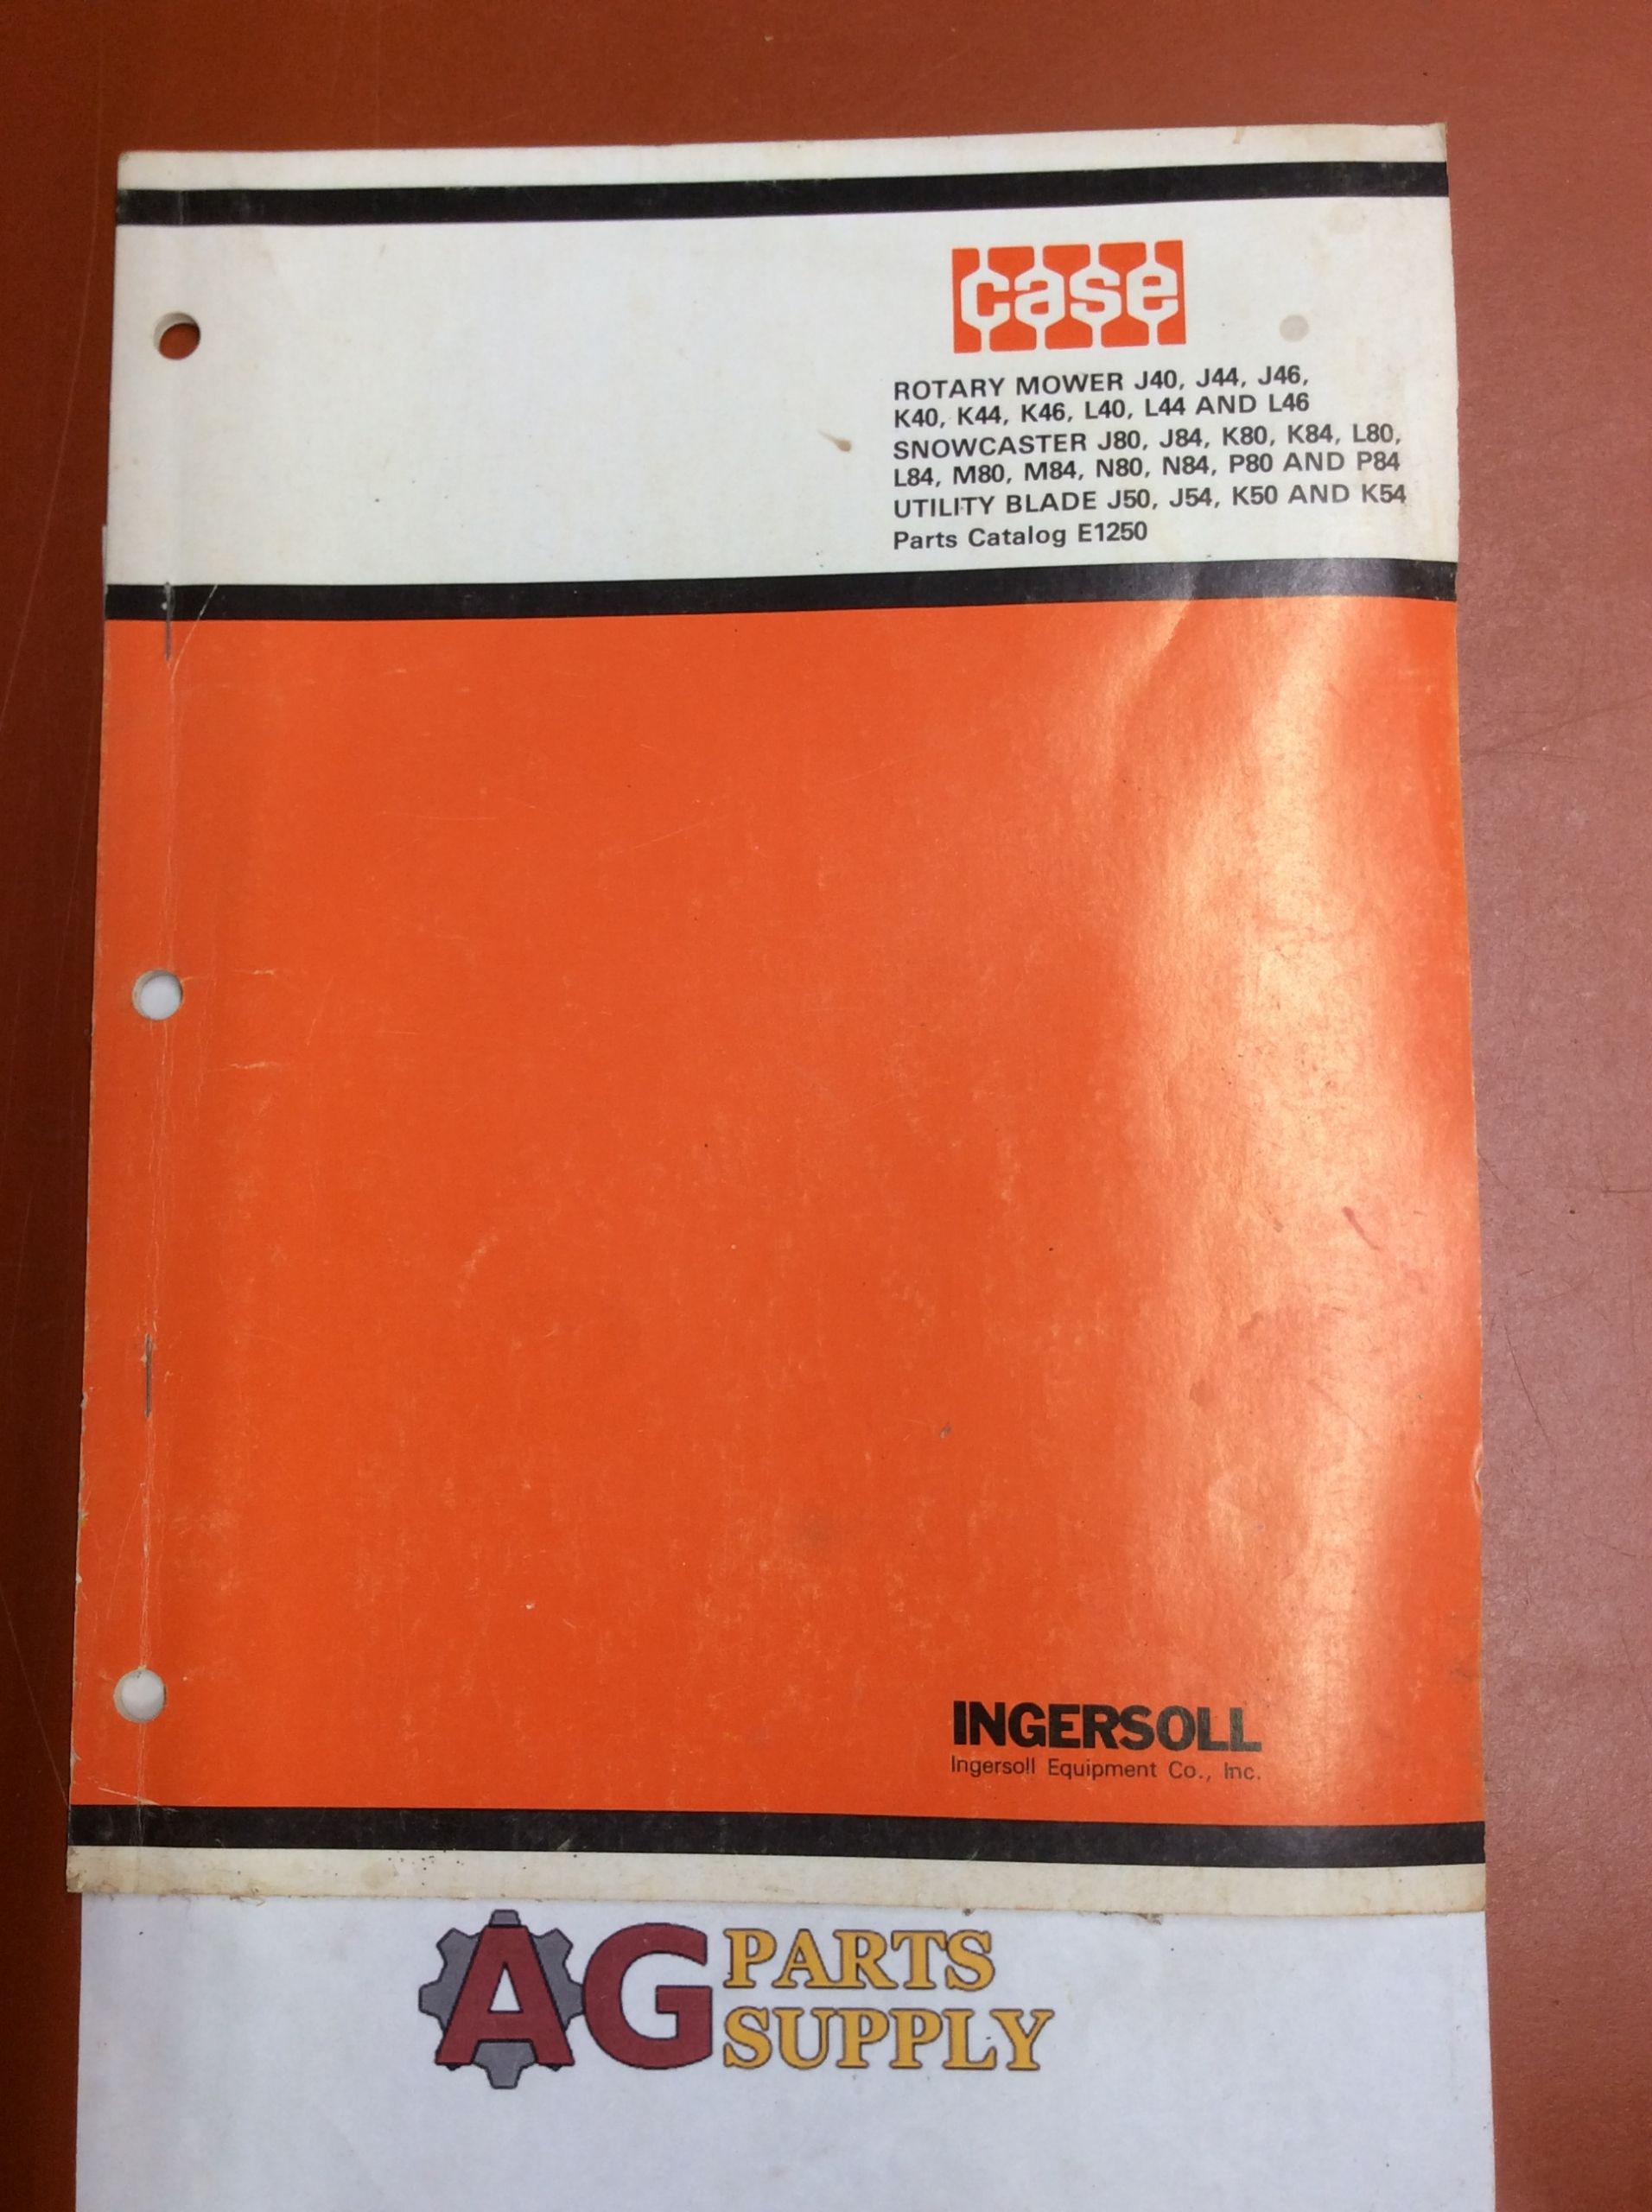 case
ROTARY MOWER J40, J44, J46,
K40, K44, K46, L40, L44 AND L46
SNOWCASTER J80, J84, K80, K84, L80,
L84, M80, M84, N80, N84, P80 AND P84
UTILITY BLADE J50, J54, K50 AND K54
Parts Catalog E1250
INGERSOLL
Ingersoll Equipment Co., Inc.
AG PARTS
SUPPLY